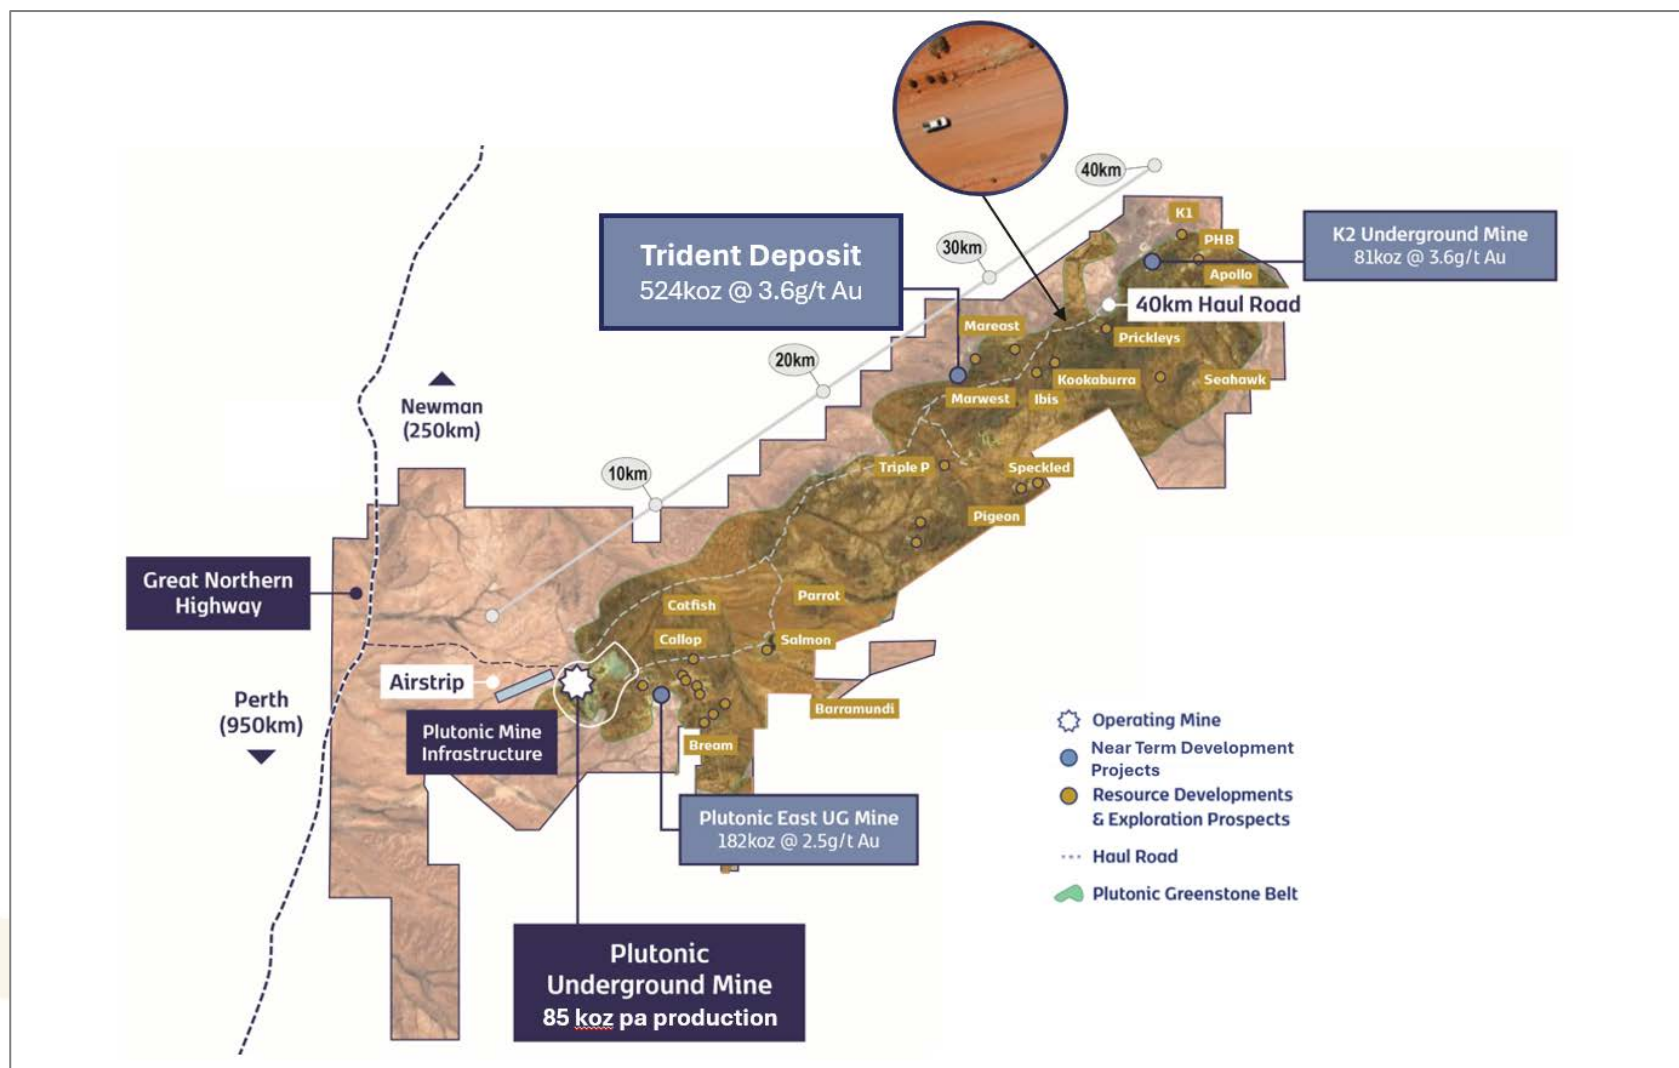 40km
K1
PHB
K2 Underground Mine
81koz @ 3.6g/t Au
Trident Deposit
524koz @ 3.6g/t Au
30km
Apollo
40km Haul Road
Mareast
Prickleys
20km
Kookaburra
Seahawk
Marwest
Ibis
Newman
(250km)
10km
Triple P
Speckled
Pigeon
Great Northern
Highway
Catfish
Parrot
Callop
Salmon
Airstrip
Perth
(950km)
Barramundi
Plutonic Mine
Infrastructure
Bream
Operating Mine
Near Term Development
Projects
Resource Developments
& Exploration Prospects
Haul Road
Plutonic Greenstone Belt
Plutonic East UG Mine
182koz @ 2.5g/t Au
Plutonic
Underground Mine
85 koz pa production